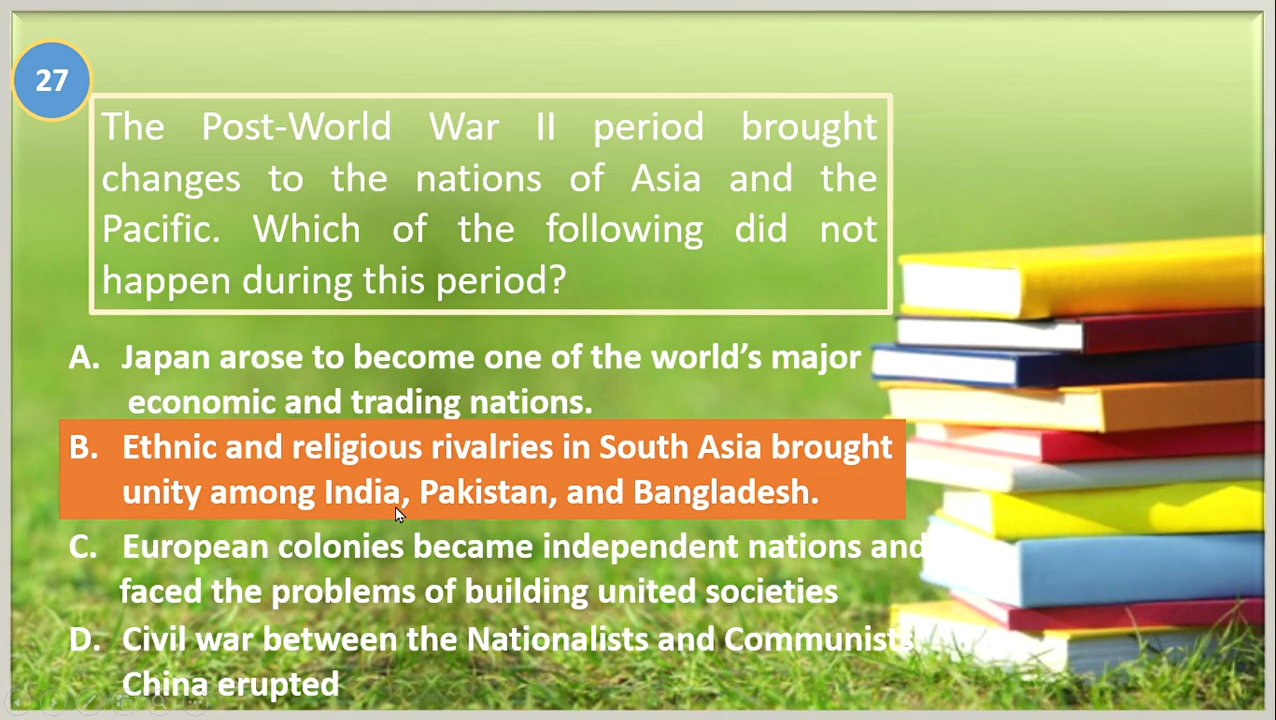 27
The Post-World War II period brought
changes to the nations of Asia and the
Pacific. Which of the following did not
happen during this period?
A. Japan arose to become one of the world’s major
economic and trading nations.
B. Ethnic and religious rivalries in South Asia brought
unity among India, Pakistan, and Bangladesh.
C. European colonies became independent nations and
faced the problems of building united societies
D. Civil war between the Nationalists and Communists
China erupted